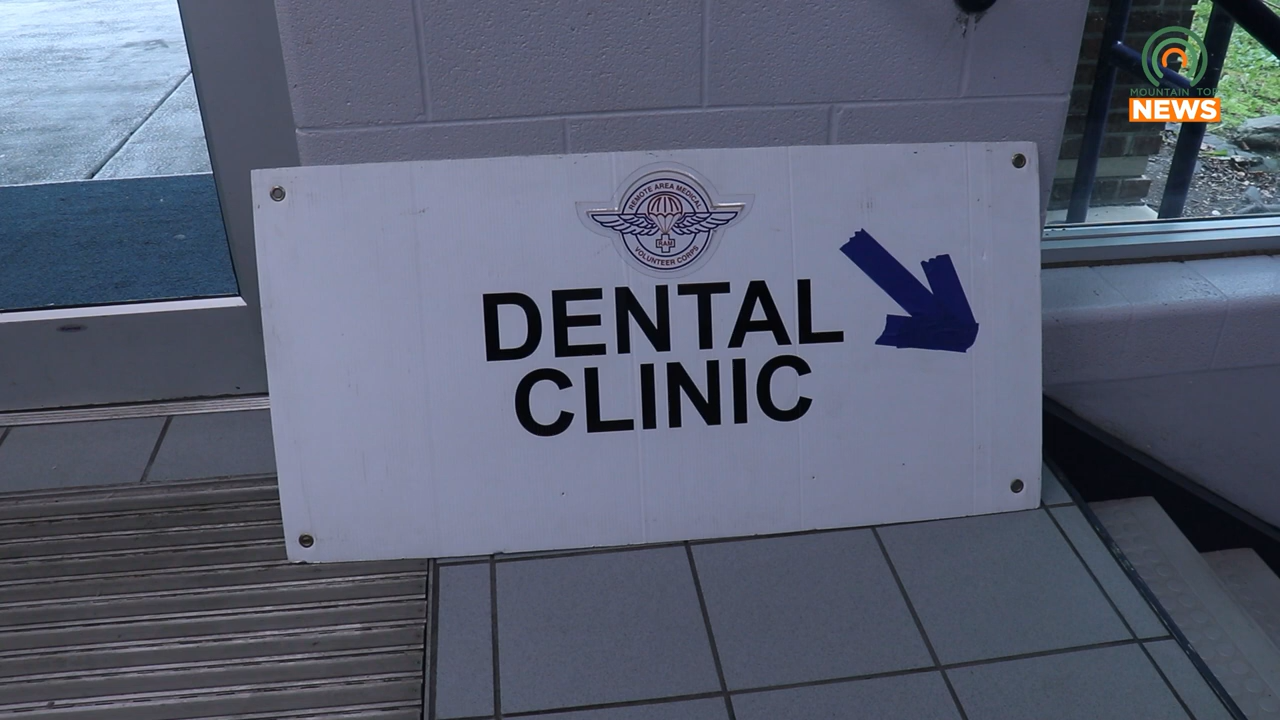 MOUNTAIN TOP
NEWS
REMOTE AREA MEDICAL
RAM
VOLUNTEER CORPS
DENTAL
CLINIC